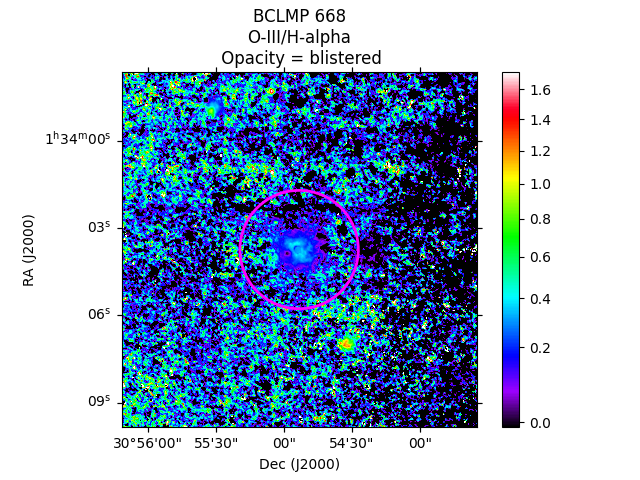 BCLMP 668
O-III/H-alpha
Opacity = blistered
1ʰ34ᵐ00ˢ
03ˢ
06ˢ
09ˢ
RA (J2000)
30°56'00" 55'30" 00" 54'30" 00"
Dec (J2000)
1.6
1.4
1.2
1.0
0.8
0.6
0.4
0.2
0.0